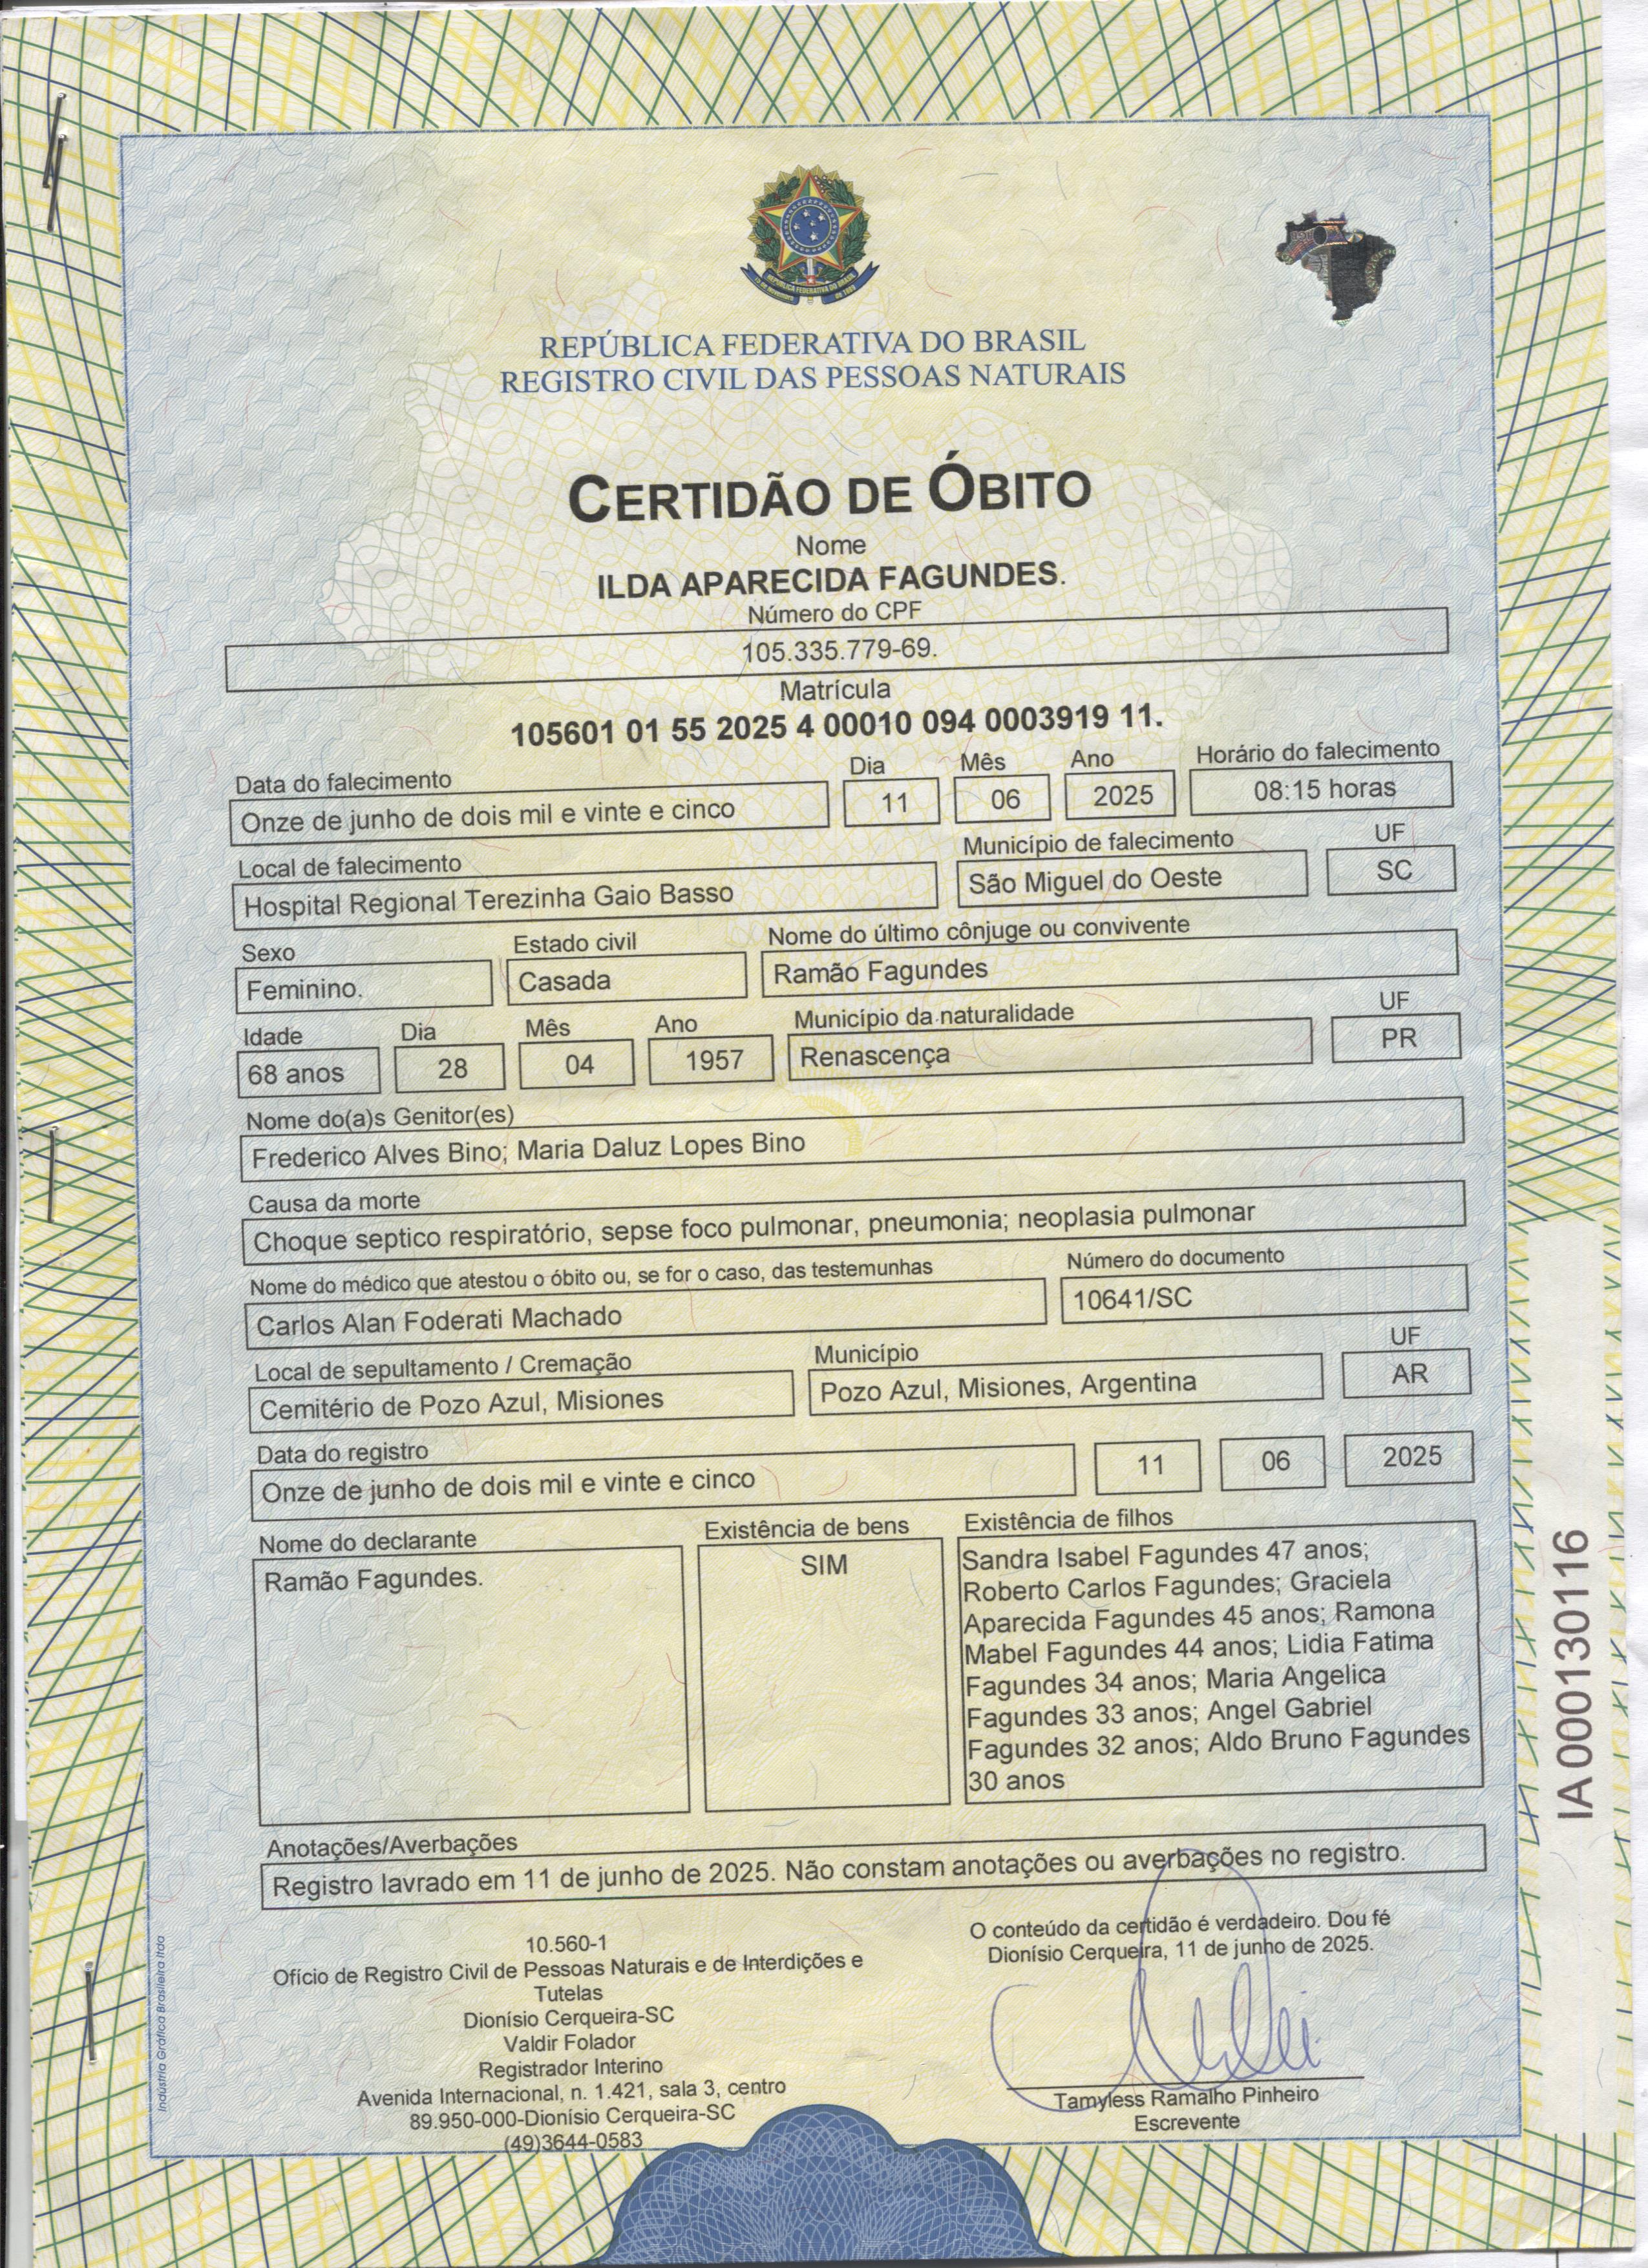 REPÚBLICA FEDERATIVA DO BRASIL
REGISTRO CIVIL DAS PESSOAS NATURAIS
CERTIDÃO DE ÓBITO
Nome
ILDA APARECIDA FAGUNDES.
Número do CPF
105.335.779-69.
Matrícula
105601 01 55 2025 4 00010 094 0003919 11.
Data do falecimento Dia Mês Ano Horário do falecimento
Onze de junho de dois mil e vinte e cinco 11 06 2025 08:15 horas
Local de falecimento Município de falecimento UF
Hospital Regional Terezinha Gaio Basso São Miguel do Oeste SC
Sexo Estado civil Nome do último cônjuge ou convivente
Feminino. Casada Ramão Fagundes
Idade Dia Mês Ano Município da naturalidade UF
68 anos 28 04 1957 Renascença PR
Nome do(a)s Genitor(es)
Frederico Alves Bino; Maria Daluz Lopes Bino
Causa da morte
Choque septico respiratório, sepse foco pulmonar, pneumonia; neoplasia pulmonar
Nome do médico que atestou o óbito ou, se for o caso, das testemunhas Número do documento
Carlos Alan Foderati Machado 10641/SC
Local de sepultamento / Cremação Município UF
Cemitério de Pozo Azul, Misiones Pozo Azul, Misiones, Argentina AR
Data do registro
Onze de junho de dois mil e vinte e cinco 11 06 2025
Nome do declarante Existência de bens Existência de filhos
Ramão Fagundes. SIM
Sandra Isabel Fagundes 47 anos;
Roberto Carlos Fagundes; Graciela
Aparecida Fagundes 45 anos; Ramona
Mabel Fagundes 44 anos; Lidia Fatima
Fagundes 34 anos; Maria Angelica
Fagundes 33 anos; Angel Gabriel
Fagundes 32 anos; Aldo Bruno Fagundes
30 anos
Anotações/Averbações
Registro lavrado em 11 de junho de 2025. Não constam anotações ou averbações no registro.
10.560-1
Ofício de Registro Civil de Pessoas Naturais e de Interdições e
Tutelas
Dionísio Cerqueira-SC
Valdir Folador
Registrador Interino
Avenida Internacional, n. 1.421, sala 3, centro
89.950-000-Dionísio Cerqueira-SC
(49)3644-0583
O conteúdo da certidão é verdadeiro. Dou fé
Dionísio Cerqueira, 11 de junho de 2025.
Tamyless Ramalho Pinheiro
Escrevente
IA 000130116
Indústria Gráfica Brasileira ltda